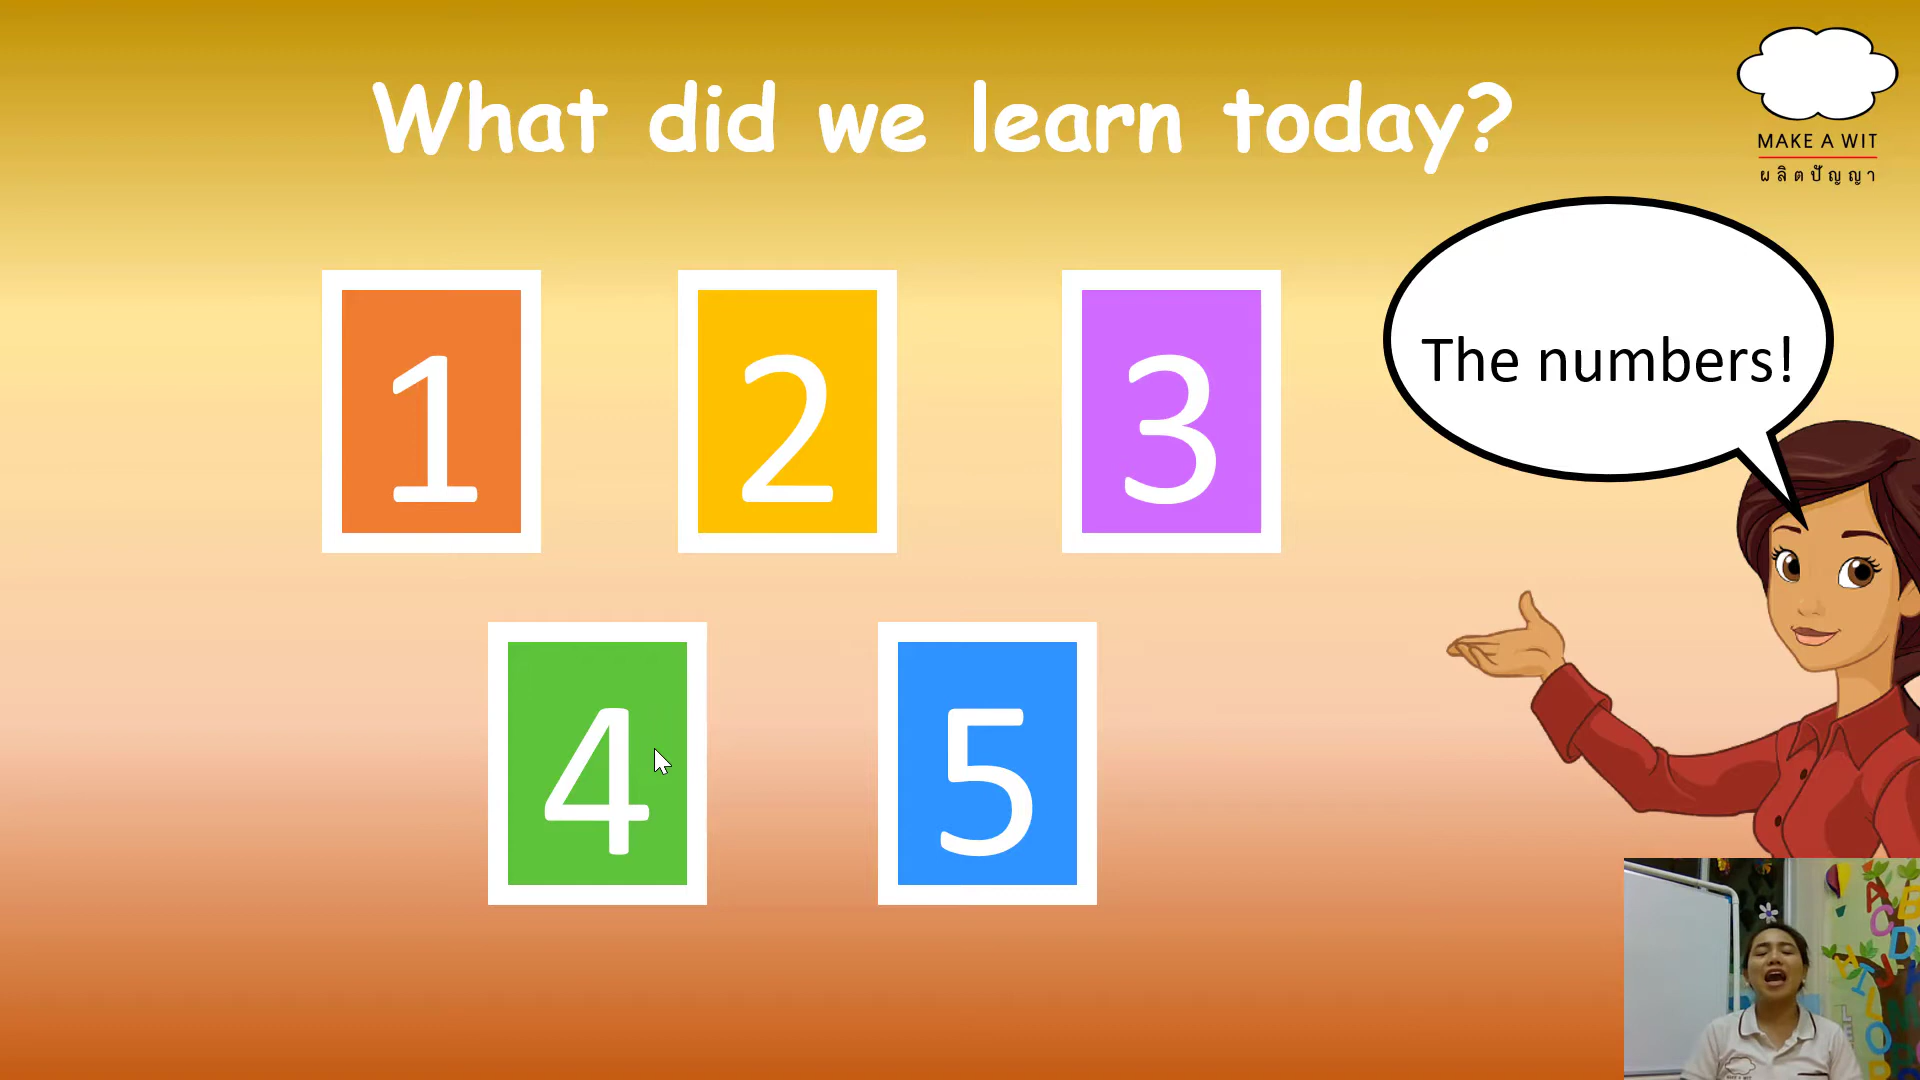 What did we learn today?
MAKE A WIT
ผลิตปัญญา
The numbers!
1 2 3
4 5
A
C
D
J
L
O